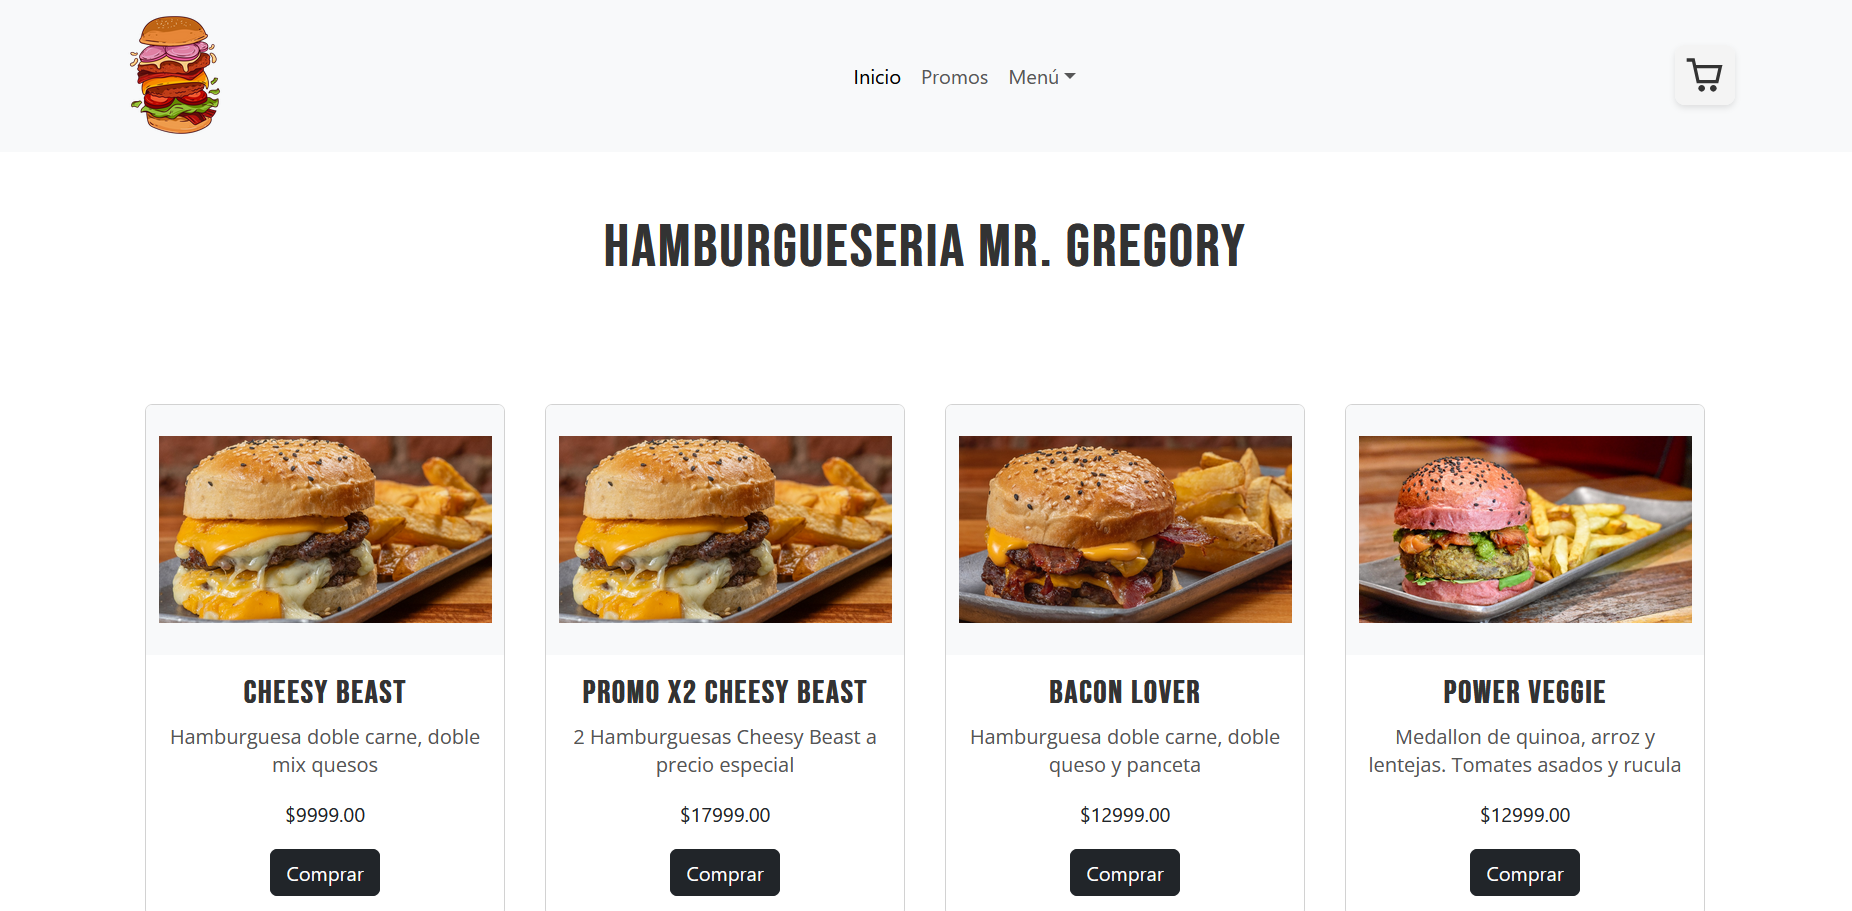 Inicio Promos Menú
HAMBURGUESERIA MR. GREGORY
CHEESY BEAST
Hamburguesa doble carne, doble
mix quesos
$9999.00
Comprar
PROMO X2 CHEESY BEAST
2 Hamburguesas Cheesy Beast a
precio especial
$17999.00
Comprar
BACON LOVER
Hamburguesa doble carne, doble
queso y panceta
$12999.00
Comprar
POWER VEGGIE
Medallon de quinoa, arroz y
lentejas. Tomates asados y rucula
$12999.00
Comprar